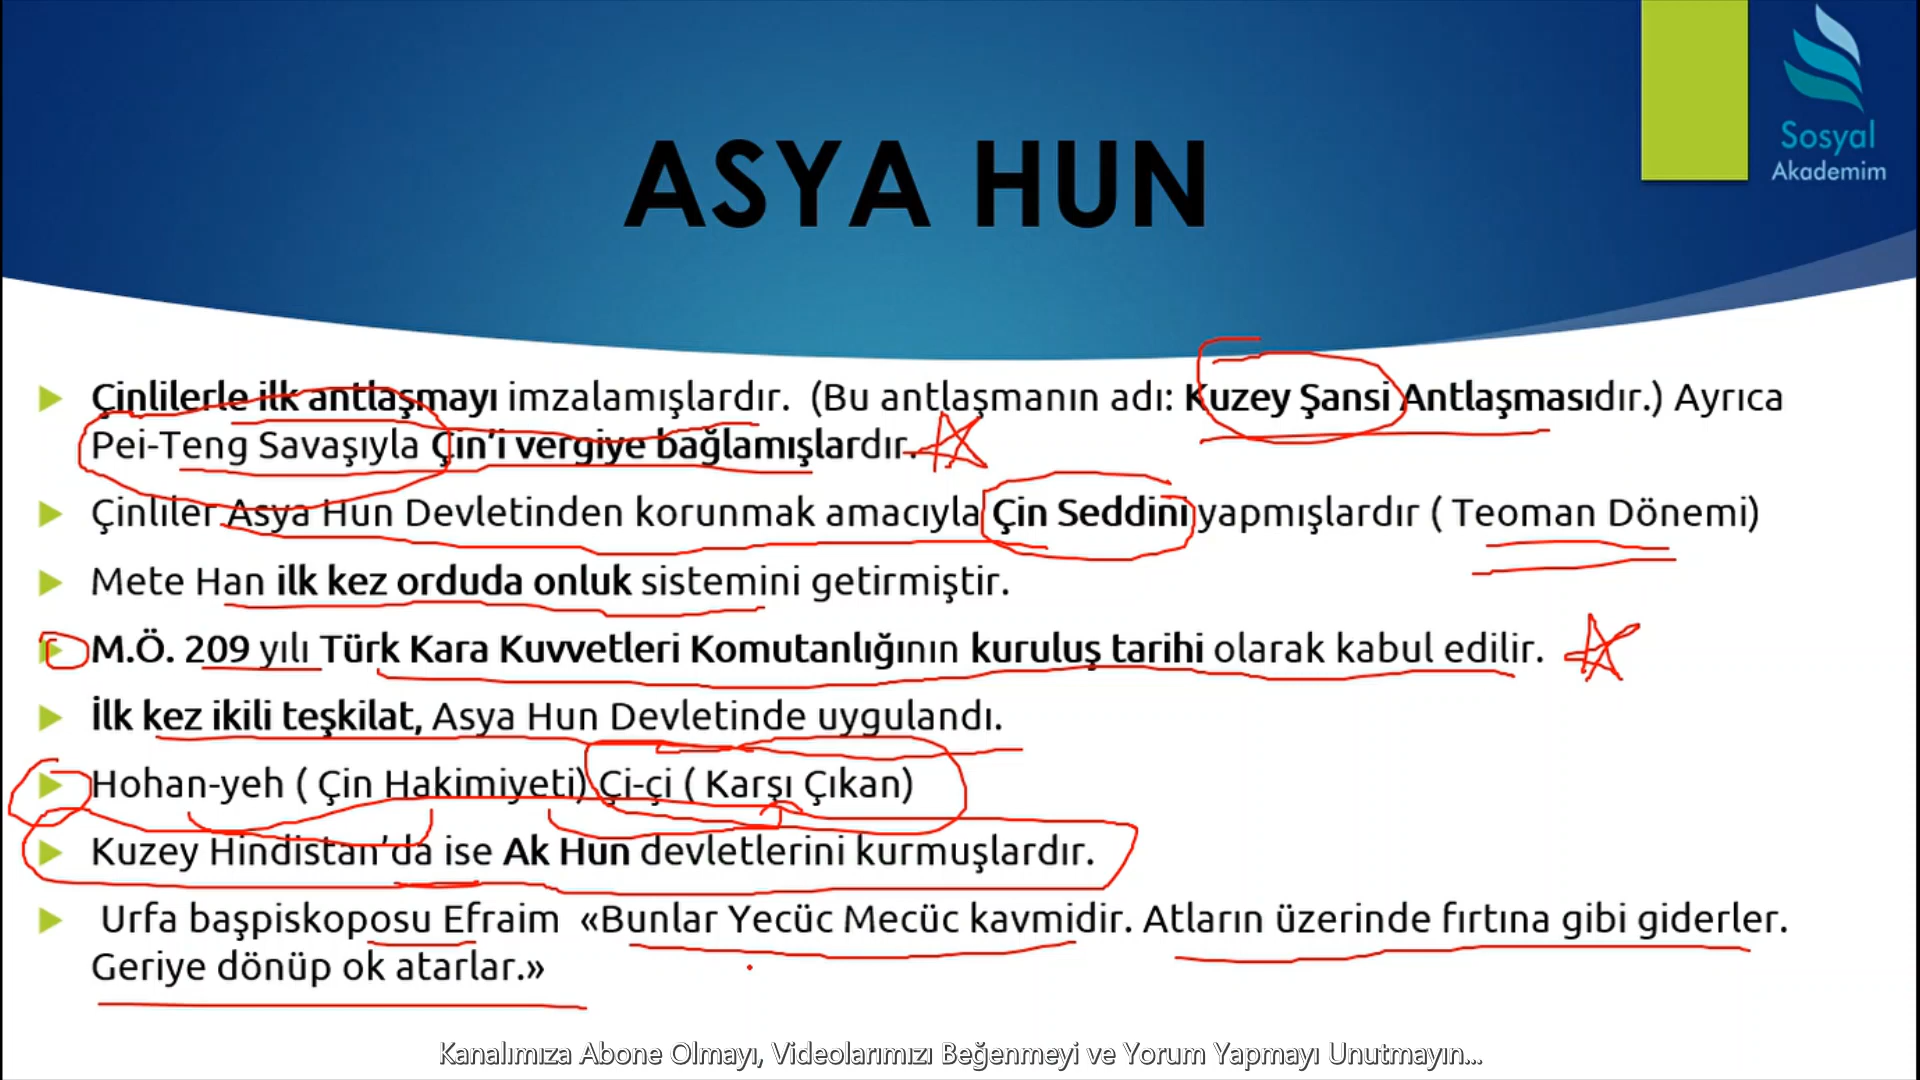 Sosyal
Akademim
ASYA HUN
Çinlilerle ilk antlaşmayı imzalamışlardır. (Bu antlaşmanın adı: Kuzey Şansi Antlaşmasıdır.) Ayrıca
Pei-Teng Savaşıyla Çin'i vergiye bağlamışlardır.
Çinliler Asya Hun Devletinden korunmak amacıyla Çin Seddini yapmışlardır ( Teoman Dönemi)
Mete Han ilk kez orduda onluk sistemini getirmiştir.
M.Ö. 209 yılı Türk Kara Kuvvetleri Komutanlığının kuruluş tarihi olarak kabul edilir.
İlk kez ikili teşkilat, Asya Hun Devletinde uygulandı.
Hohan-yeh ( Çin Hakimiyeti) Çi-çi ( Karşı Çıkan)
Kuzey Hindistan'da ise Ak Hun devletlerini kurmuşlardır.
Urfa başpiskoposu Efraim «Bunlar Yecüc Mecüc kavmidir. Atların üzerinde fırtına gibi giderler.
Geriye dönüp ok atarlar.»
Kanalımıza Abone Olmayı, Videolarımızı Beğenmeyi ve Yorum Yapmayı Unutmayın...